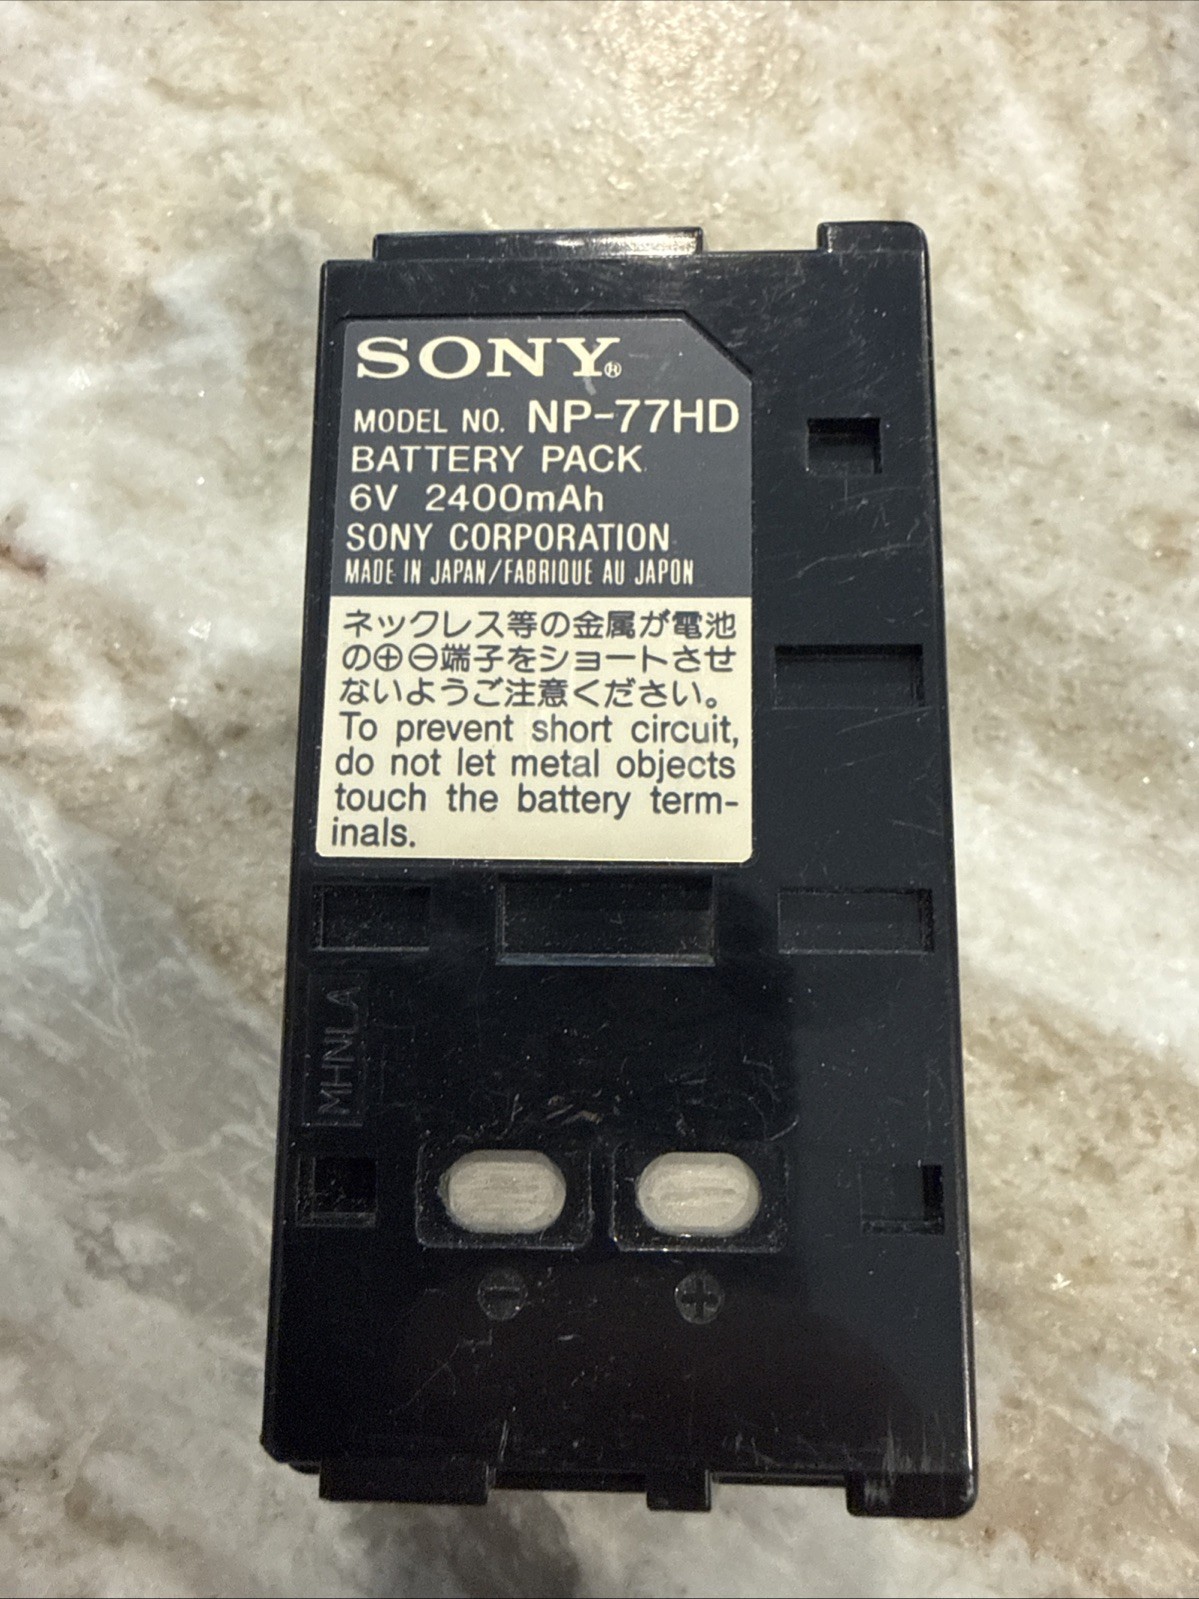 SONY®
MODEL NO. NP-77HD
BATTERY PACK
6V 2400mAh
SONY CORPORATION
MADE IN JAPAN/FABRIQUE AU JAPON
ネックレス等の金属が電池
の⊕⊖端子をショートさせ
ないようご注意ください。
To prevent short circuit,
do not let metal objects
touch the battery term-
inals.
MHNLA
− +